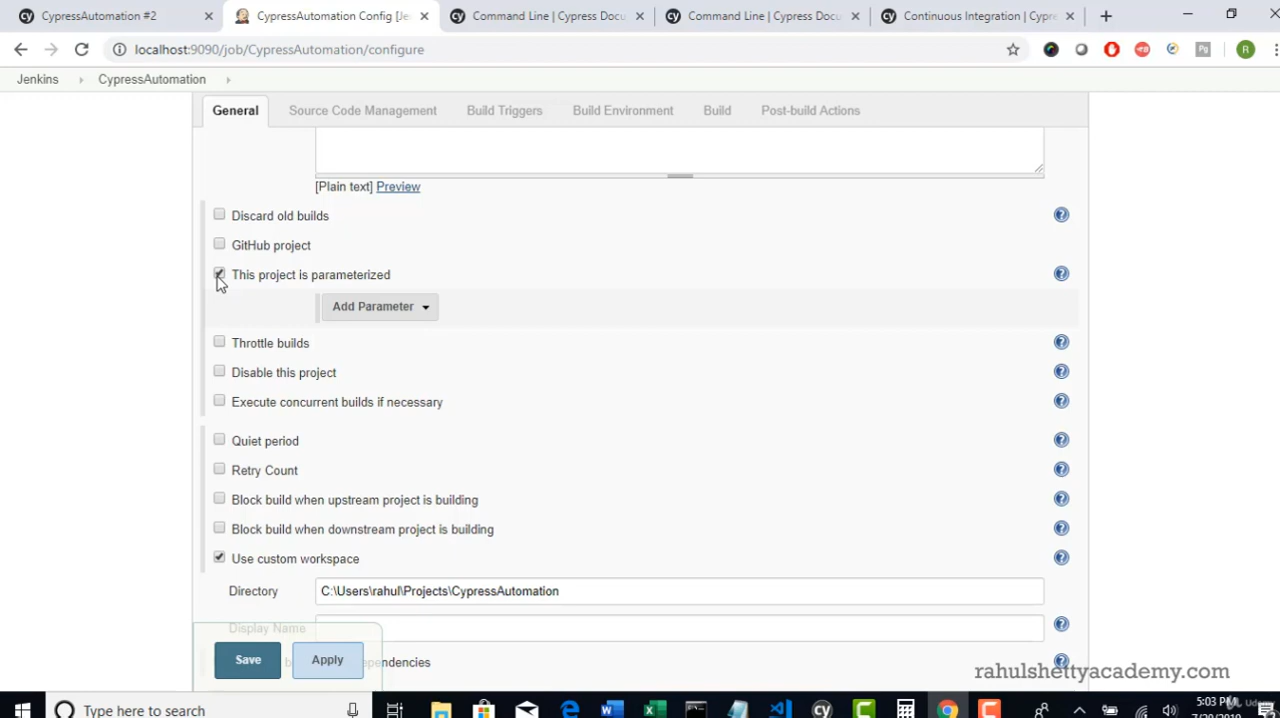 CypressAutomation #2
CypressAutomation Config [Je
Command Line | Cypress Docu
Command Line | Cypress Docu
Continuous Integration | Cypre
localhost:9090/job/CypressAutomation/configure
Jenkins CypressAutomation
General Source Code Management Build Triggers Build Environment Build Post-build Actions
[Plain text] Preview
Discard old builds
GitHub project
This project is parameterized
Add Parameter
Throttle builds
Disable this project
Execute concurrent builds if necessary
Quiet period
Retry Count
Block build when upstream project is building
Block build when downstream project is building
Use custom workspace
Directory C:\Users\rahul\Projects\CypressAutomation
Display Name
Save Apply
rahulshettyacademy.com
Type here to search
5:03 PM